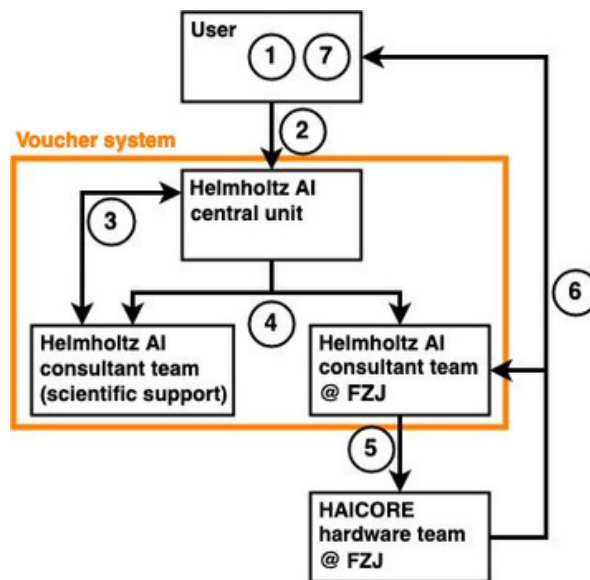 User
1 7
2
Voucher system
Helmholtz AI
central unit
3
4
6
Helmholtz AI
consultant team
(scientific support)
Helmholtz AI
consultant team
@ FZJ
5
HAICORE
hardware team
@ FZJ